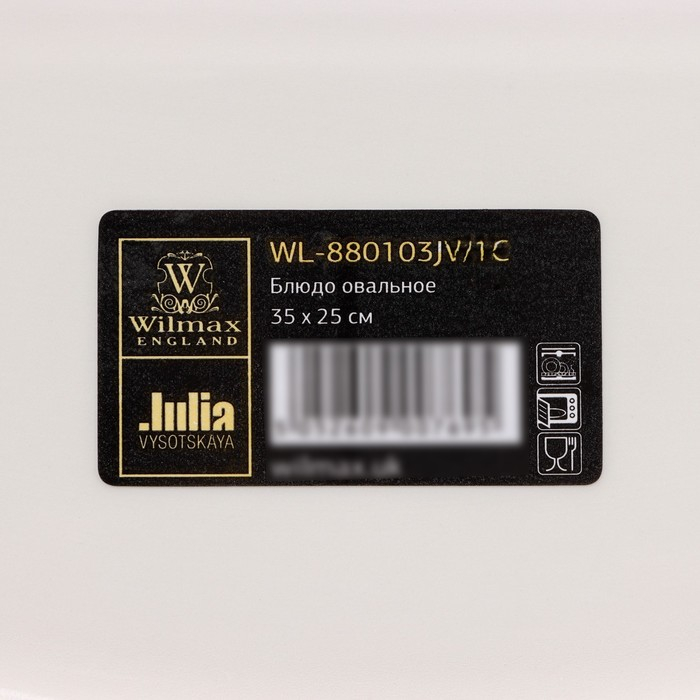 W
Wilmax
ENGLAND
Julia
VYSOTSKAYA
WL-880103JV/1C
Блюдо овальное
35 x 25 см